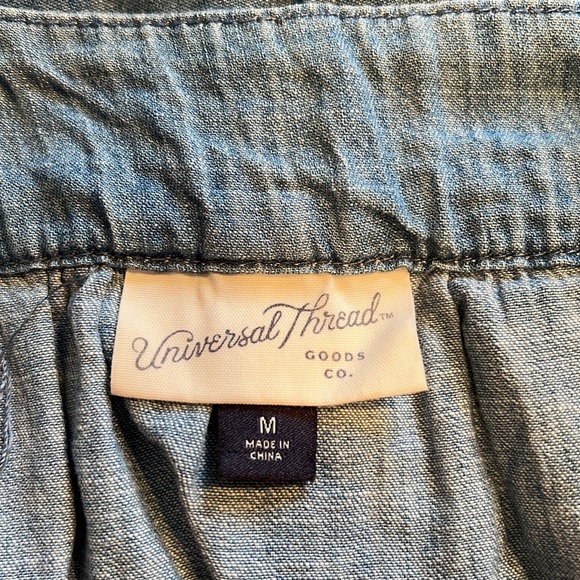 Universal Thread™
GOODS
CO.
M
MADE IN
CHINA